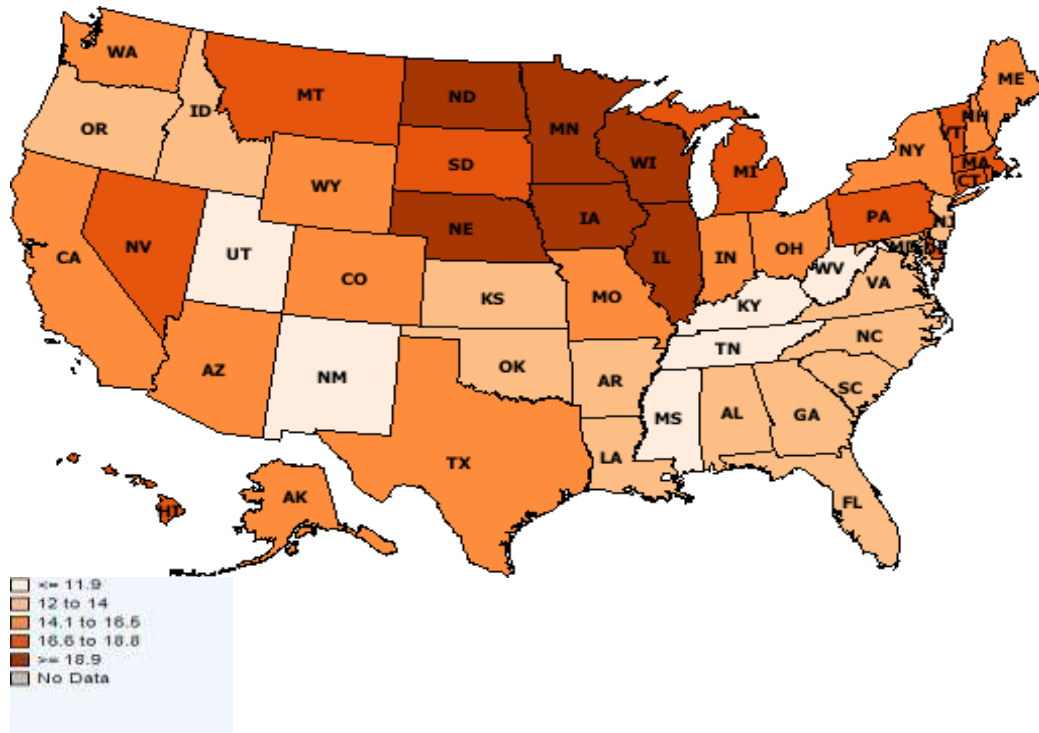 WA
ME
MT
ND
ID
MN
NH
OR
VT
NY
WI
MA
SD
MI
CT
WY
PA
IA
NE
NJ
NV
OH
UT
IL
IN
CA
WV
CO
VA
KS
MO
KY
NC
TN
OK
AZ
NM
AR
SC
MS
AL
GA
LA
TX
AK
FL
HI
<= 11.9
12 to 14
14.1 to 16.5
16.6 to 18.8
>= 18.9
No Data